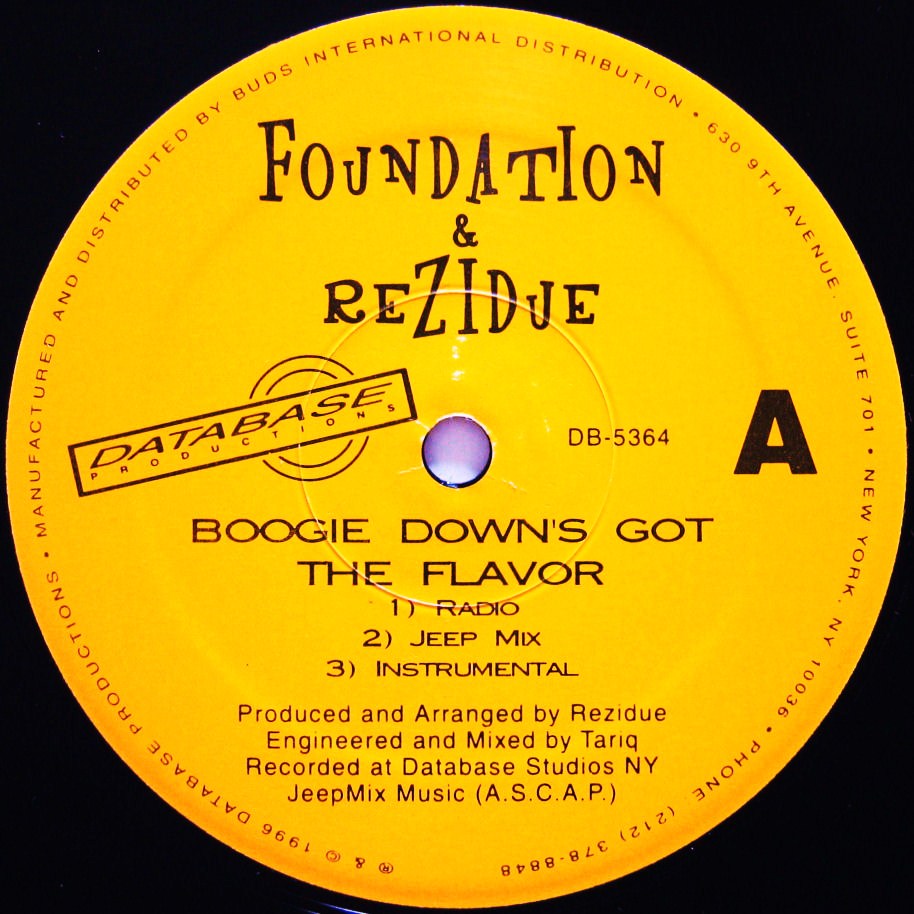 FOUNDATION
&
REZIDUE
DATABASE
PRODUCTIONS
DB-5364
A
BOOGIE DOWN'S GOT
THE FLAVOR
1) RADIO
2) JEEP MIX
3) INSTRUMENTAL
Produced and Arranged by Rezidue
Engineered and Mixed by Tariq
Recorded at Database Studios NY
JeepMix Music (A.S.C.A.P.)
® & © 1996 DATABASE PRODUCTIONS • MANUFACTURED AND DISTRIBUTED BY BUDS INTERNATIONAL DISTRIBUTION • 630 9TH AVENUE, SUITE 701 • NEW YORK, NY 10036 • PHONE (212) 378-8848